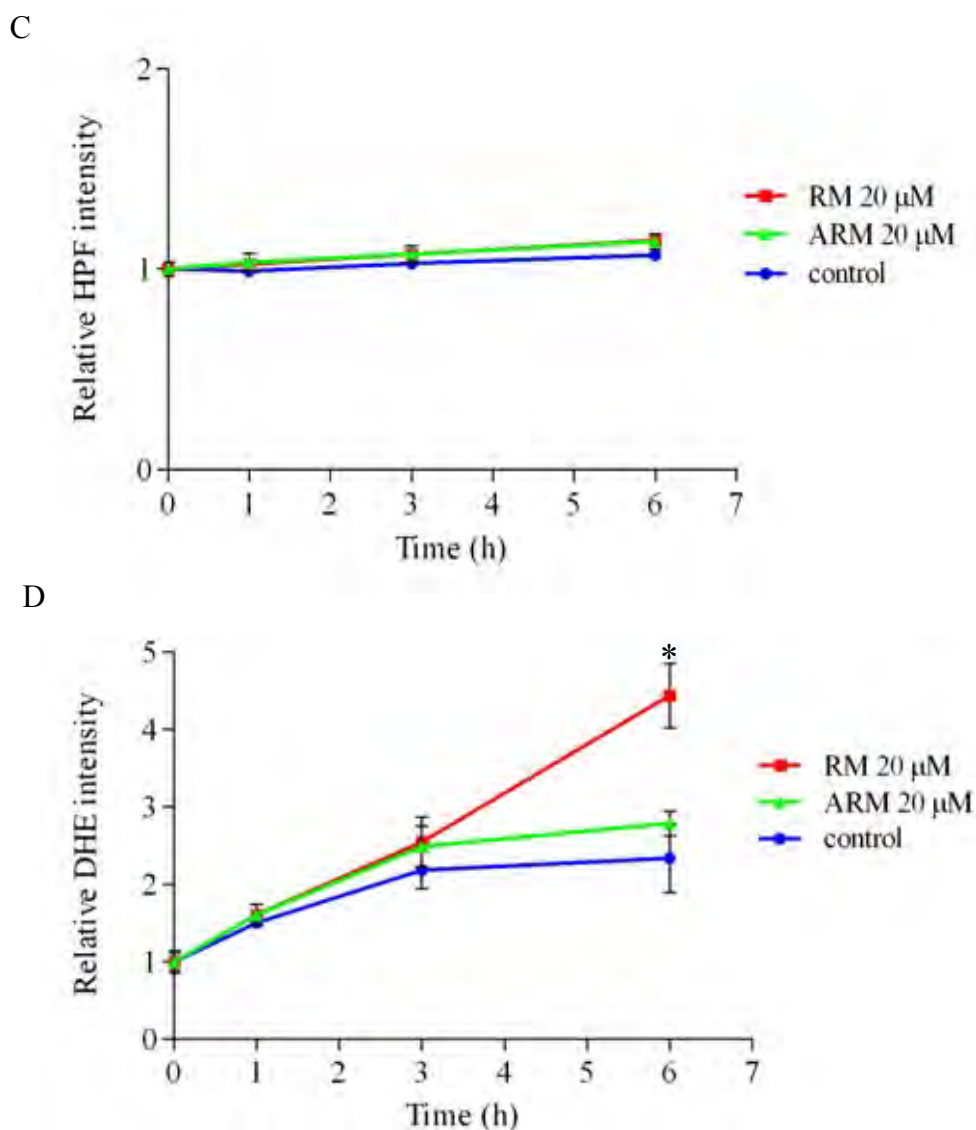 C
2
1
0
Relative HPF intensity
0 1 2 3 4 5 6 7
Time (h)
RM 20 μM
ARM 20 μM
control
D
5
4
3
2
1
0
Relative DHE intensity
*
0 1 2 3 4 5 6 7
Time (h)
RM 20 μM
ARM 20 μM
control